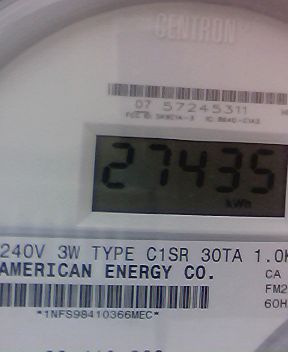 CENTRON
07 57245311
27435
kWh
240V 3W TYPE C1SR 30TA 1.0K
AMERICAN ENERGY CO.
CA
FM2
60H
*1NFS98410366MEC*